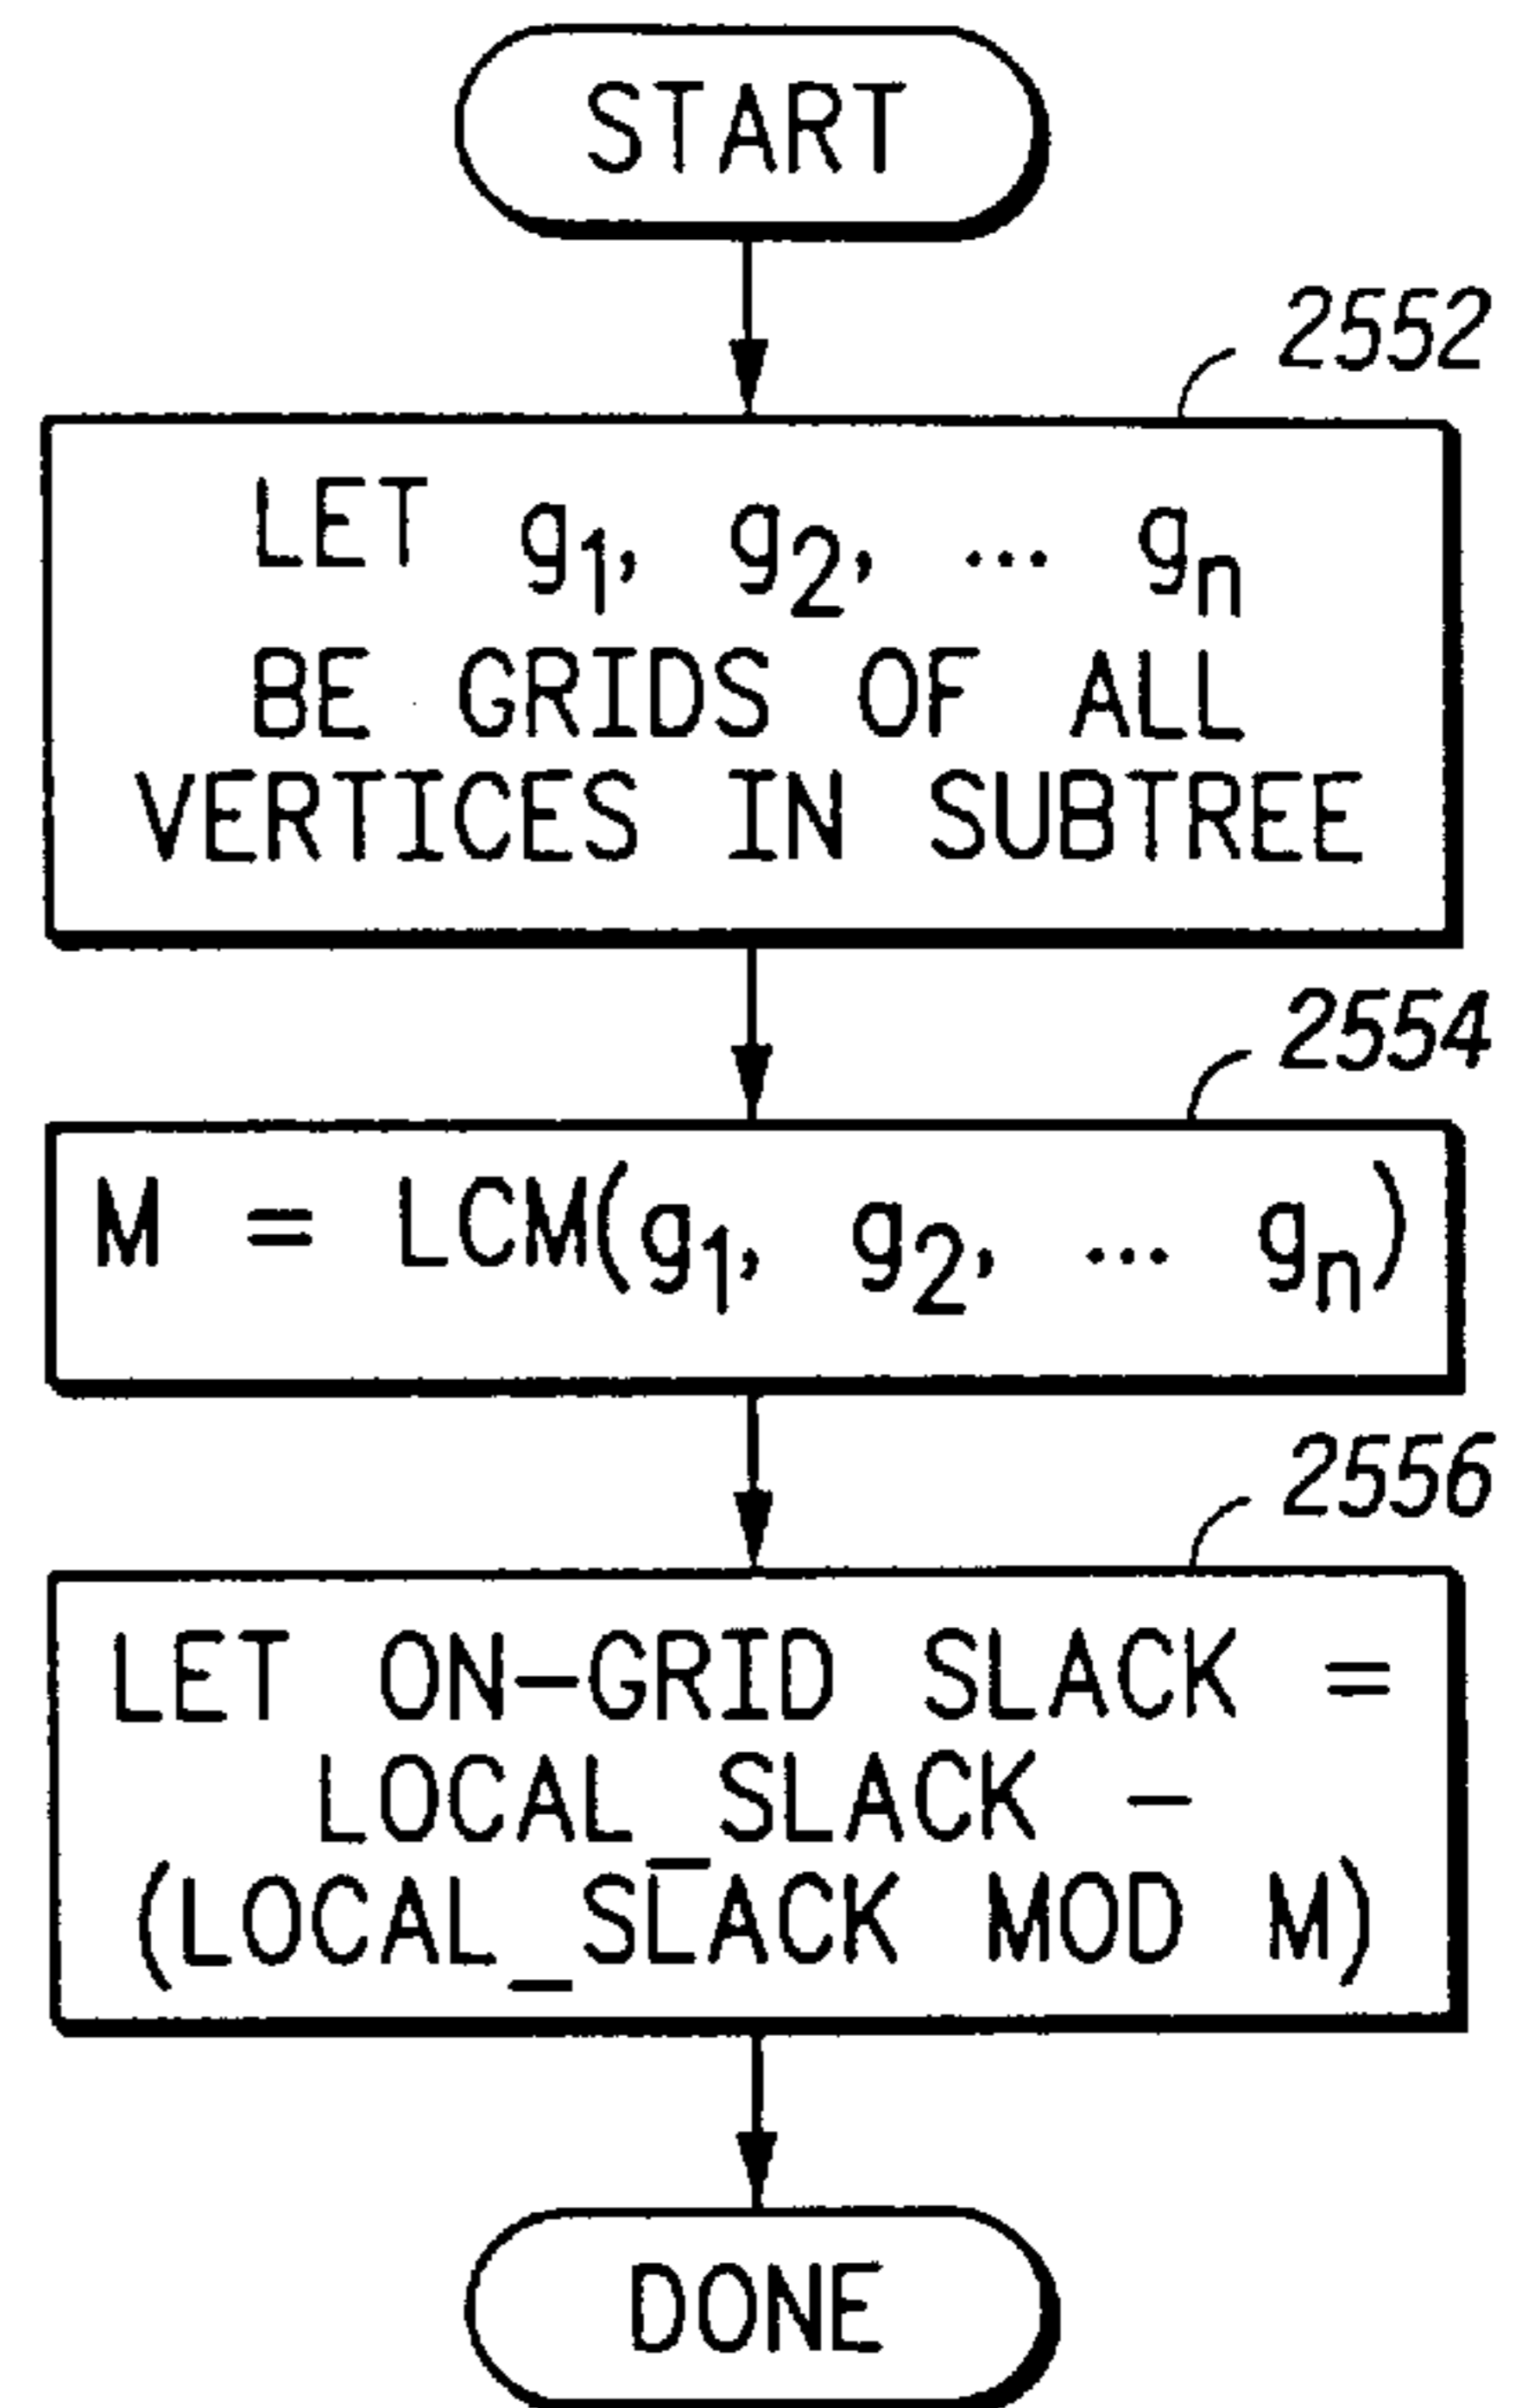 START
2552
LET g₁, g₂, ... gₙ
BE GRIDS OF ALL
VERTICES IN SUBTREE
2554
M = LCM(g₁, g₂, ... gₙ)
2556
LET ON-GRID SLACK =
LOCAL_SLACK -
(LOCAL_SLACK MOD M)
DONE